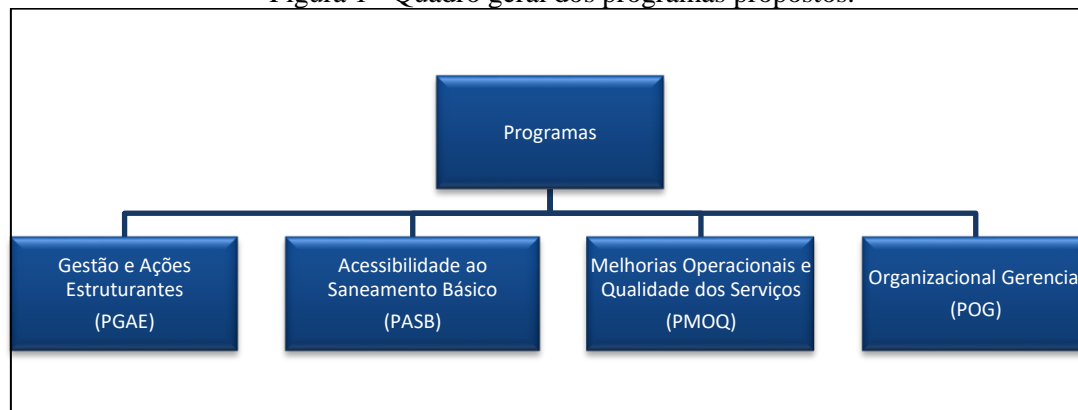 Figura 1 - Quadro geral dos programas propostos.
Programas
Gestão e Ações
Estruturantes
(PGAE)
Acessibilidade ao
Saneamento Básico
(PASB)
Melhorias Operacionais e
Qualidade dos Serviços
(PMOQ)
Organizacional Gerencial
(POG)